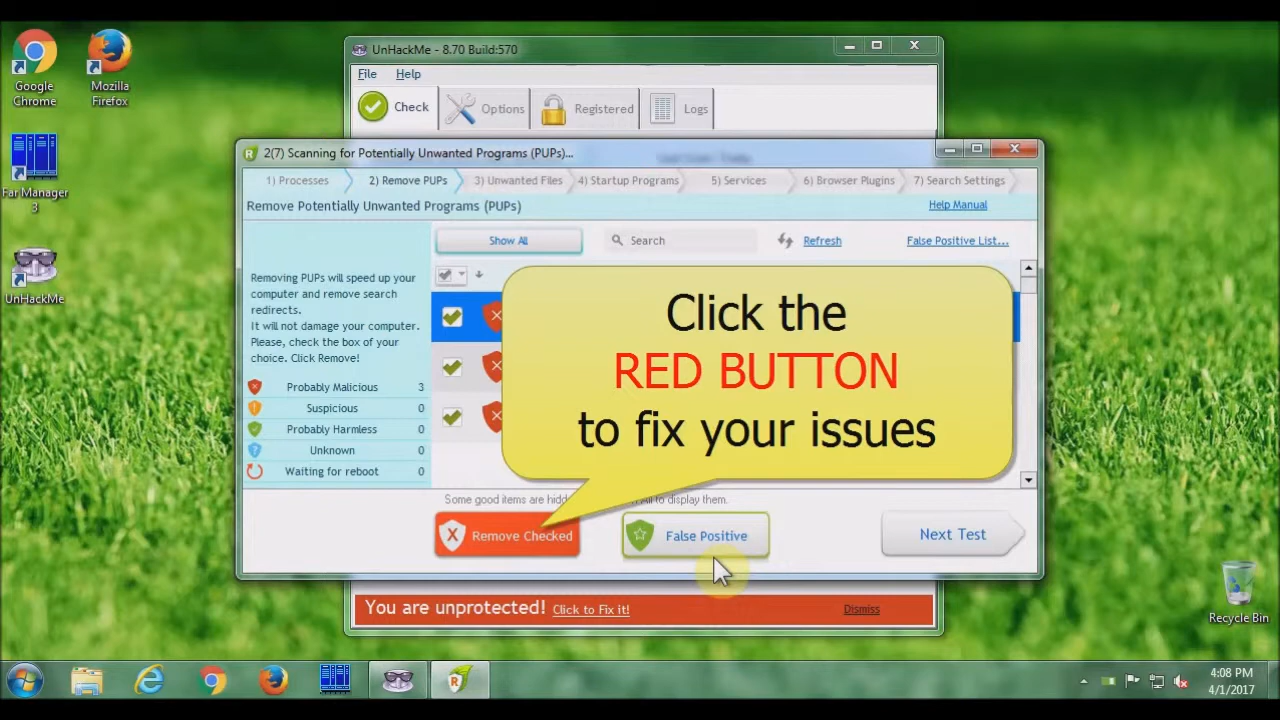 Google
Chrome
Mozilla
Firefox
Far Manager
3
UnHackMe
UnHackMe - 8.70 Build:570
File Help
Check Options Registered Logs
2(7) Scanning for Potentially Unwanted Programs (PUPs)...
1) Processes 2) Remove PUPs 3) Unwanted Files 4) Startup Programs 5) Services 6) Browser Plugins 7) Search Settings
Remove Potentially Unwanted Programs (PUPs)
Help Manual
Show All Search Refresh False Positive List...
Removing PUPs will speed up your
computer and remove search
redirects.
It will not damage your computer.
Please, check the box of your
choice. Click Remove!
Probably Malicious 3
Suspicious 0
Probably Harmless 0
Unknown 0
Waiting for reboot 0
Click the
RED BUTTON
to fix your issues
Some good items are All to display them.
X Remove Checked
False Positive
Next Test
You are unprotected! Click to Fix it! Dismiss
Recycle Bin
4:08 PM
4/1/2017